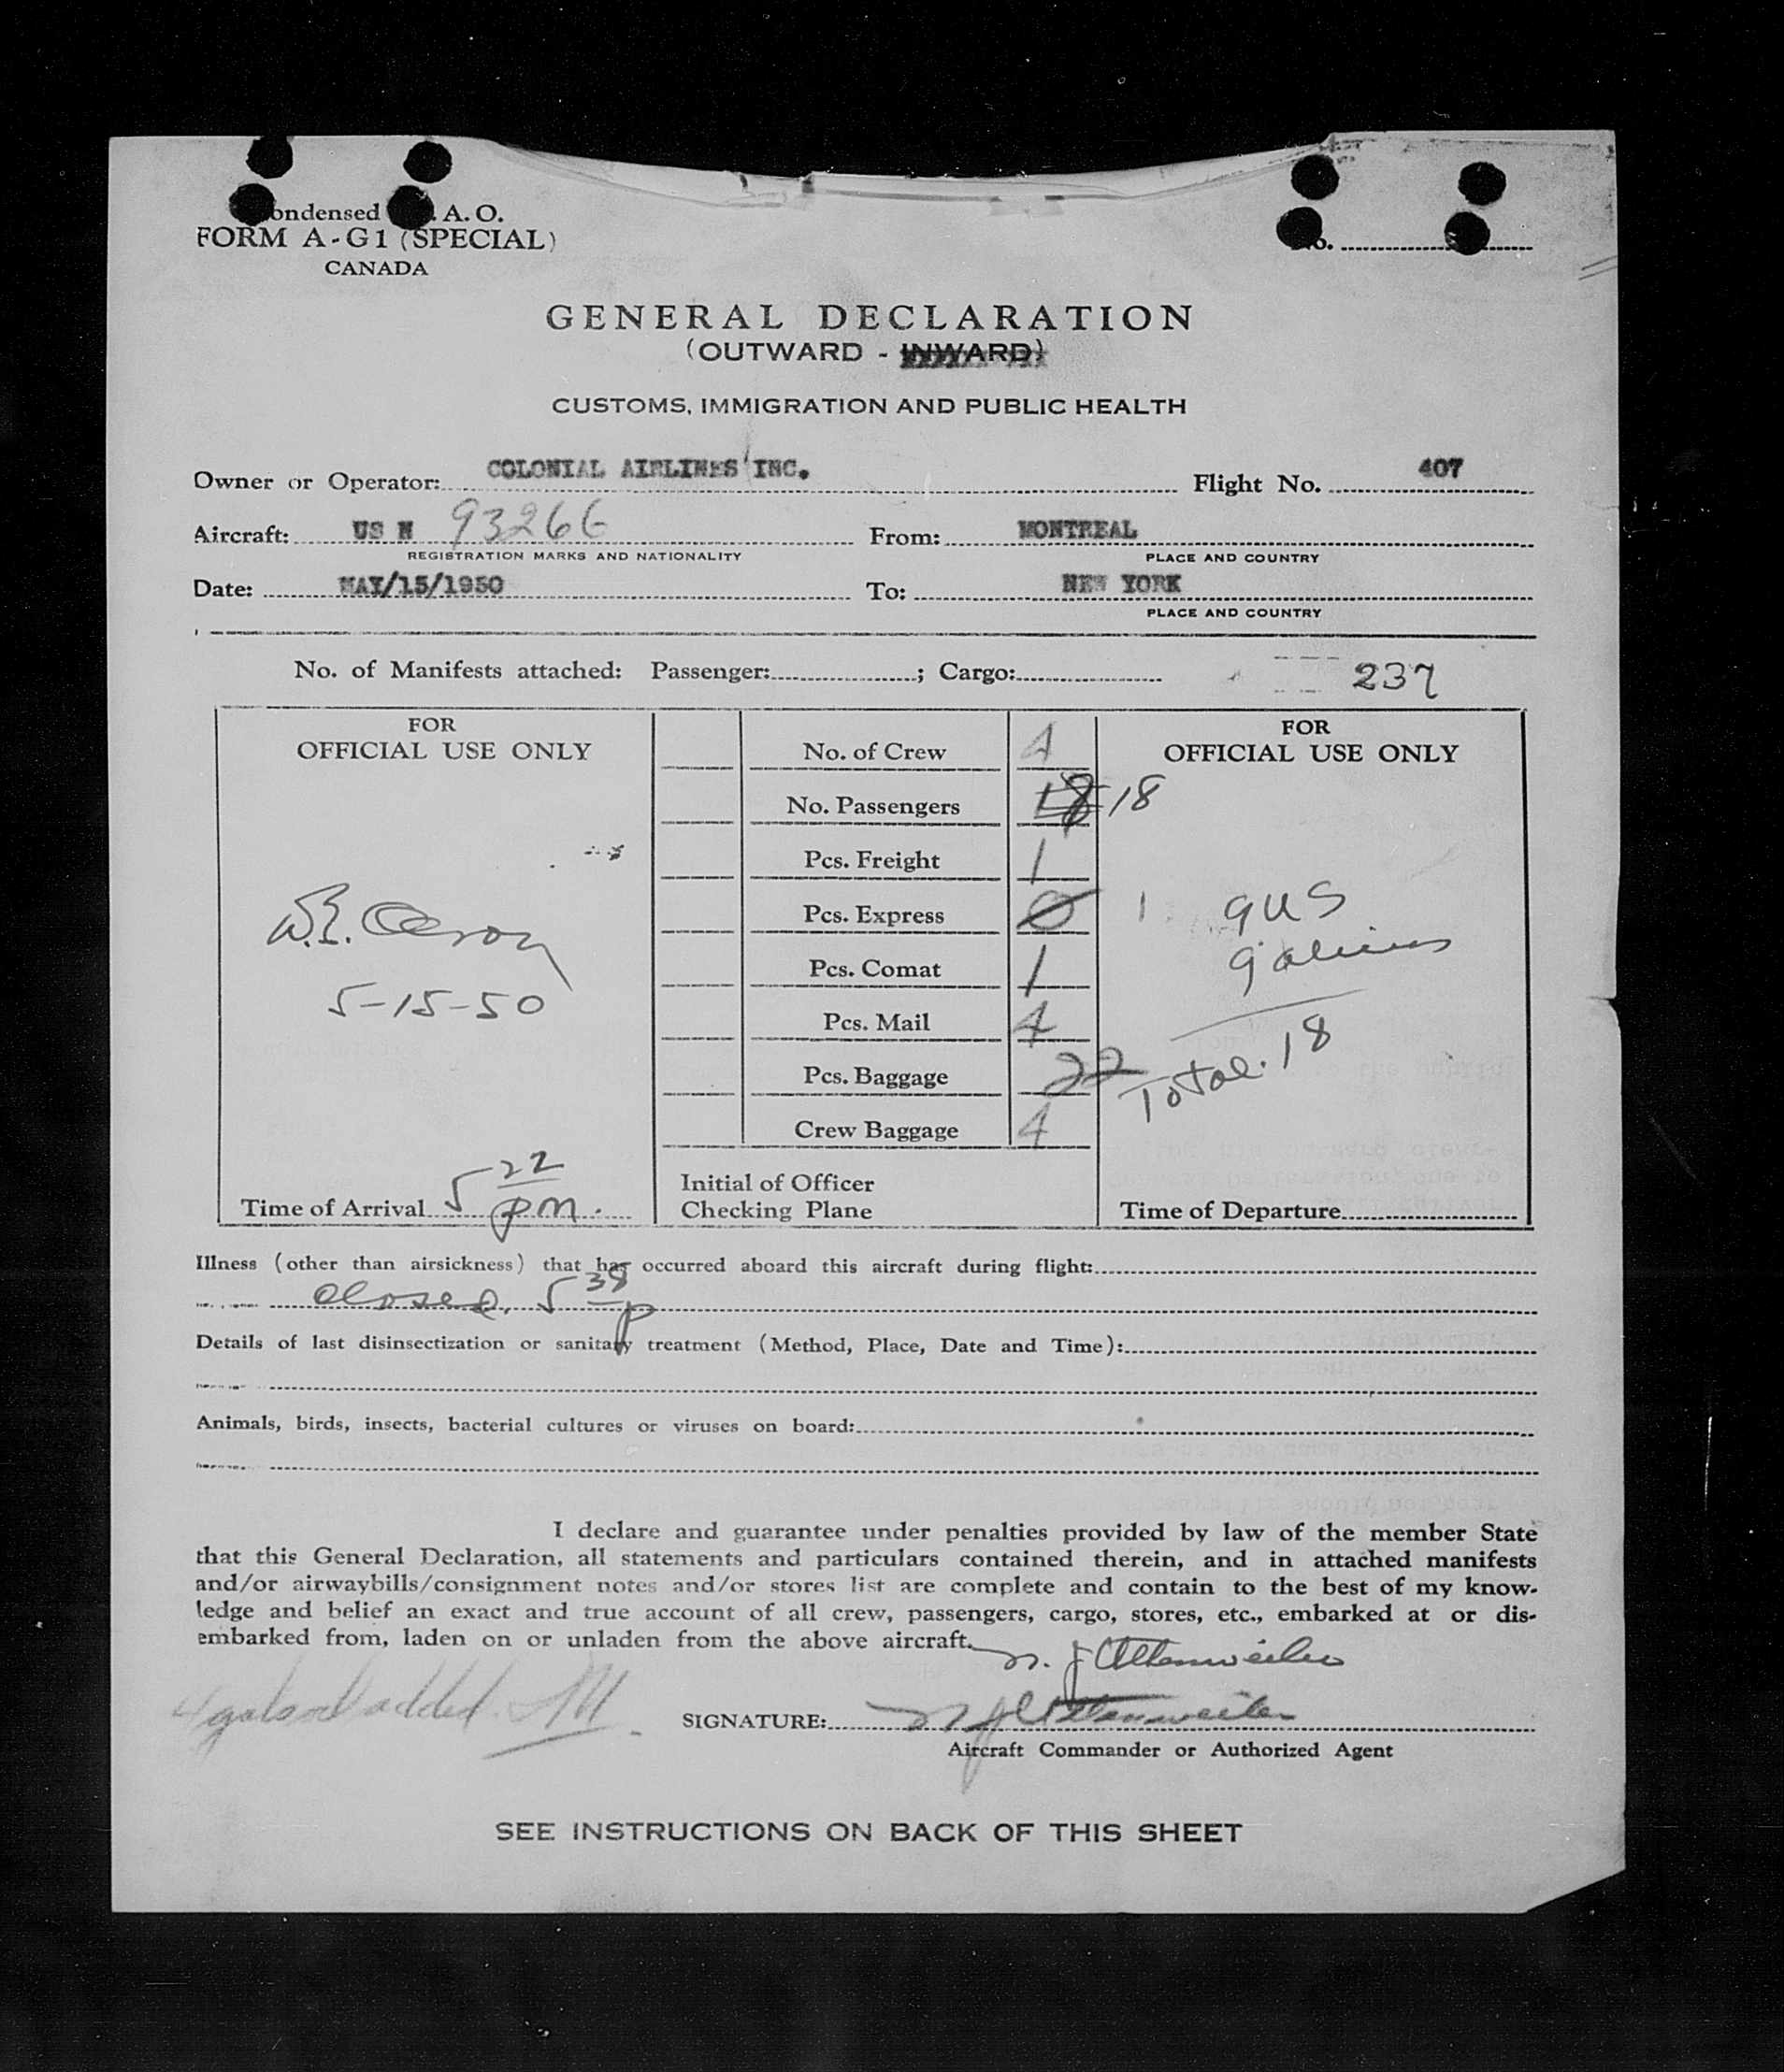 ondensed A. O.
FORM A-G1 (SPECIAL)
CANADA
o.
GENERAL DECLARATION
(OUTWARD - INWARD)
CUSTOMS, IMMIGRATION AND PUBLIC HEALTH
Owner or Operator: COLONIAL AIRLINES INC. Flight No. 407
Aircraft: US N 93266 From: MONTREAL
REGISTRATION MARKS AND NATIONALITY PLACE AND COUNTRY
Date: MAY/15/1950 To: NEW YORK
PLACE AND COUNTRY
No. of Manifests attached: Passenger: ; Cargo: 237
FOR
OFFICIAL USE ONLY
W.E.
5-15-50
Time of Arrival 5 22 pm.
No. of Crew 4
No. Passengers 18 18
Pcs. Freight 1
Pcs. Express 0
Pcs. Comat 1
Pcs. Mail 4
Pcs. Baggage 22
Crew Baggage 4
Initial of Officer
Checking Plane
FOR
OFFICIAL USE ONLY
9 US
9 aliens
Total. 18
Time of Departure
Illness (other than airsickness) that has occurred aboard this aircraft during flight:
closed. 5 38 p
Details of last disinsectization or sanitary treatment (Method, Place, Date and Time):
Animals, birds, insects, bacterial cultures or viruses on board:
I declare and guarantee under penalties provided by law of the member State
that this General Declaration, all statements and particulars contained therein, and in attached manifests
and/or airwaybills/consignment notes and/or stores list are complete and contain to the best of my know-
ledge and belief an exact and true account of all crew, passengers, cargo, stores, etc., embarked at or dis-
embarked from, laden on or unladen from the above aircraft.
added
SIGNATURE:
Aircraft Commander or Authorized Agent
SEE INSTRUCTIONS ON BACK OF THIS SHEET